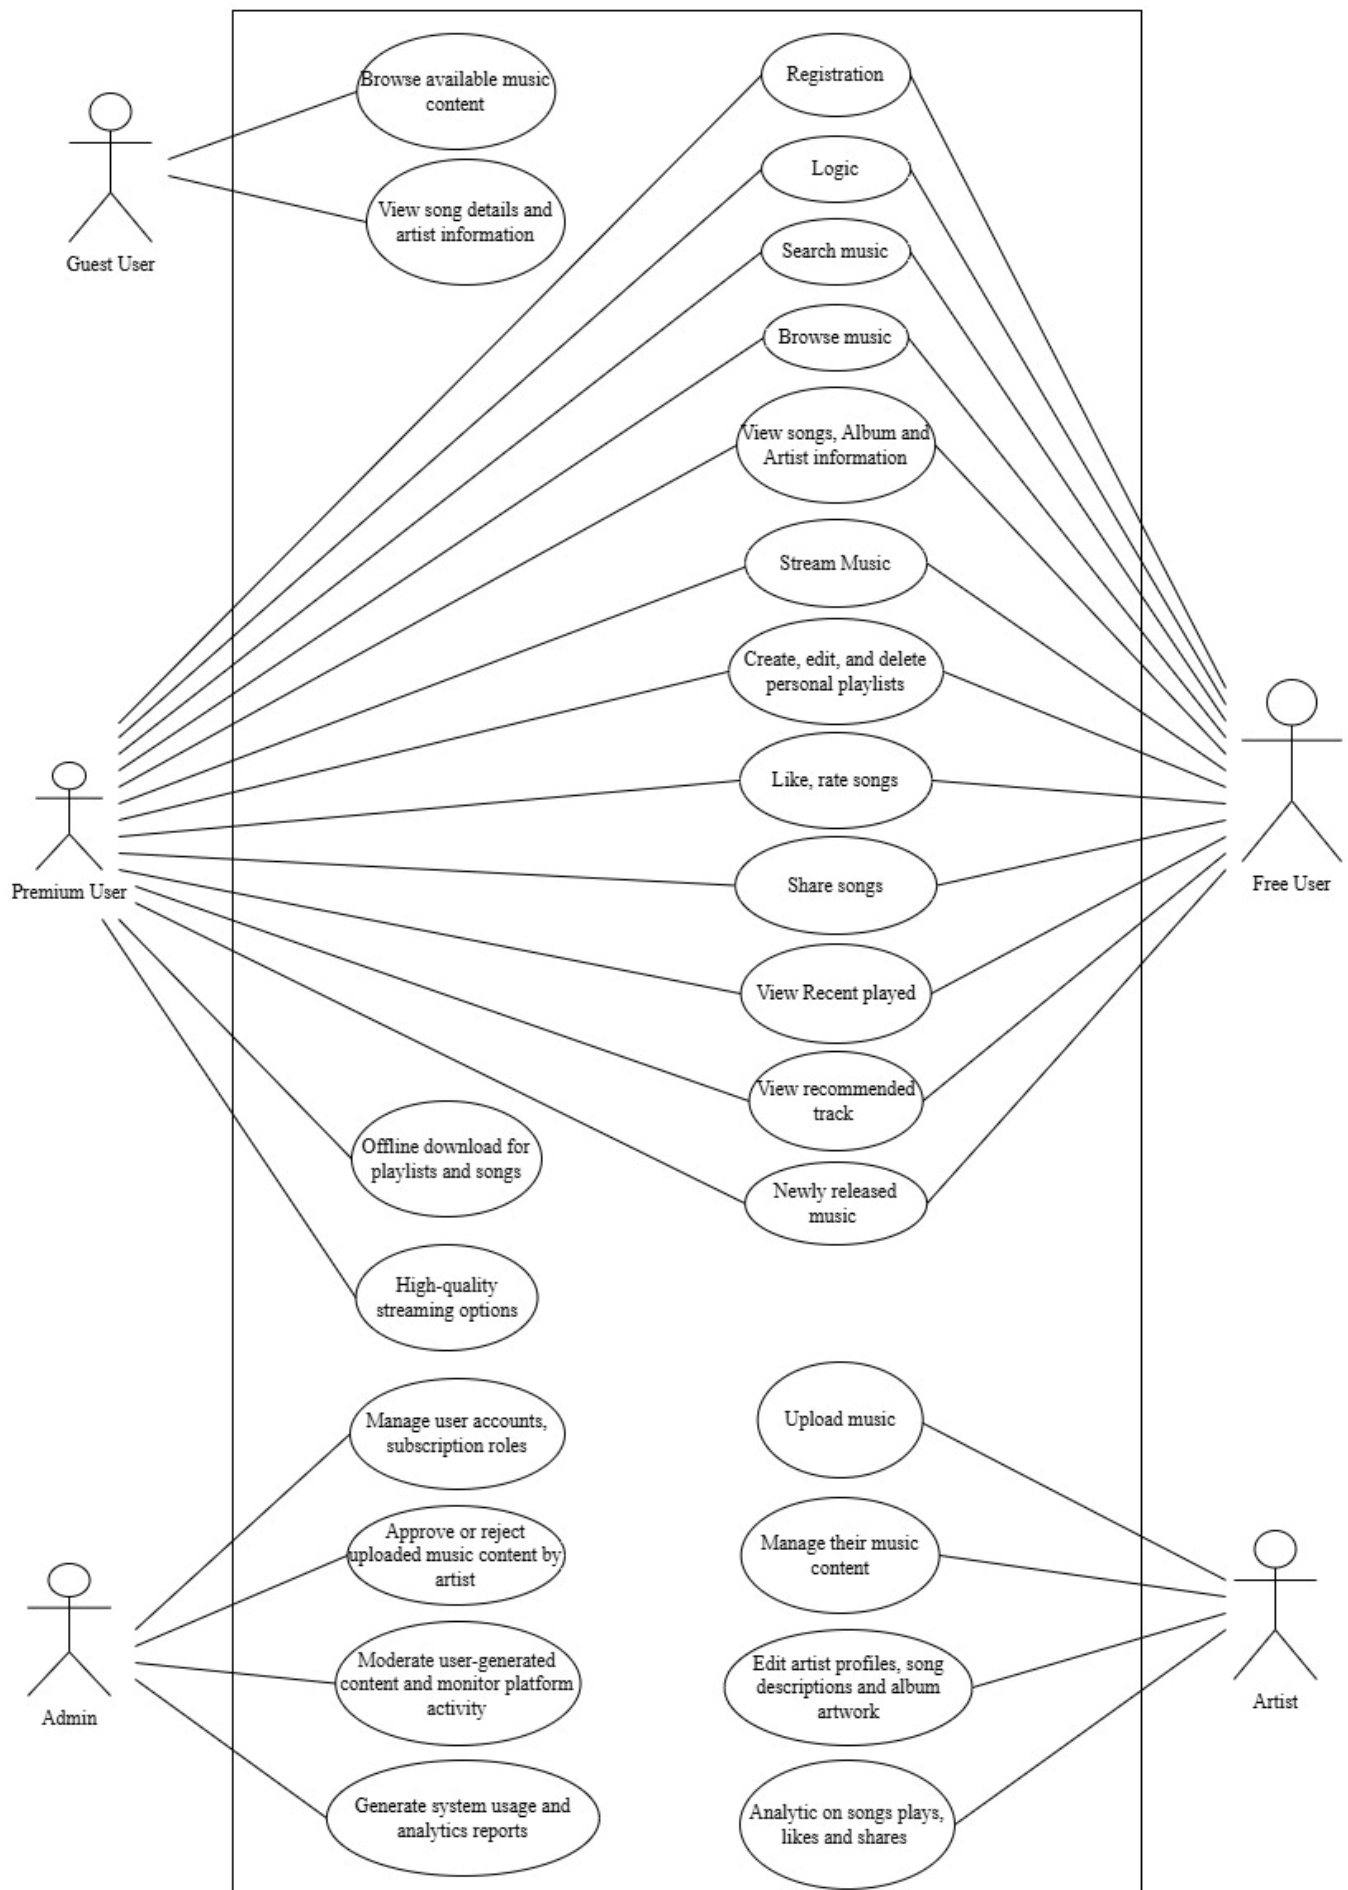 Browse available music
content
Registration
Logic
View song details and
artist information
Guest User
Search music
Browse music
View songs, Album and
Artist information
Stream Music
Create, edit, and delete
personal playlists
Like, rate songs
Share songs
Premium User
Free User
View Recent played
View recommended
track
Offline download for
playlists and songs
Newly released
music
High-quality
streaming options
Manage user accounts,
subscription roles
Upload music
Approve or reject
uploaded music content by
artist
Manage their music
content
Moderate user-generated
content and monitor platform
activity
Edit artist profiles, song
descriptions and album
artwork
Admin
Artist
Generate system usage and
analytics reports
Analytic on songs plays,
likes and shares